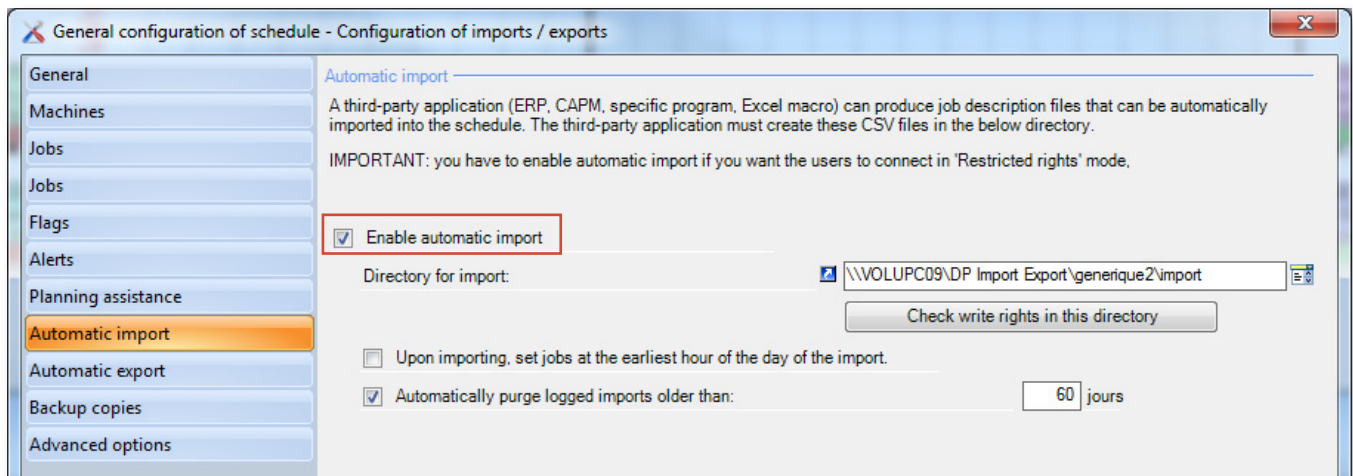 General configuration of schedule - Configuration of imports / exports
General
Machines
Jobs
Jobs
Flags
Alerts
Planning assistance
Automatic import
Automatic export
Backup copies
Advanced options
Automatic import
A third-party application (ERP, CAPM, specific program, Excel macro) can produce job description files that can be automatically
imported into the schedule. The third-party application must create these CSV files in the below directory.
IMPORTANT: you have to enable automatic import if you want the users to connect in 'Restricted rights' mode,
Enable automatic import
Directory for import: \\VOLUPC09\DP Import Export\generique2\import
Check write rights in this directory
Upon importing, set jobs at the earliest hour of the day of the import.
Automatically purge logged imports older than: 60 jours